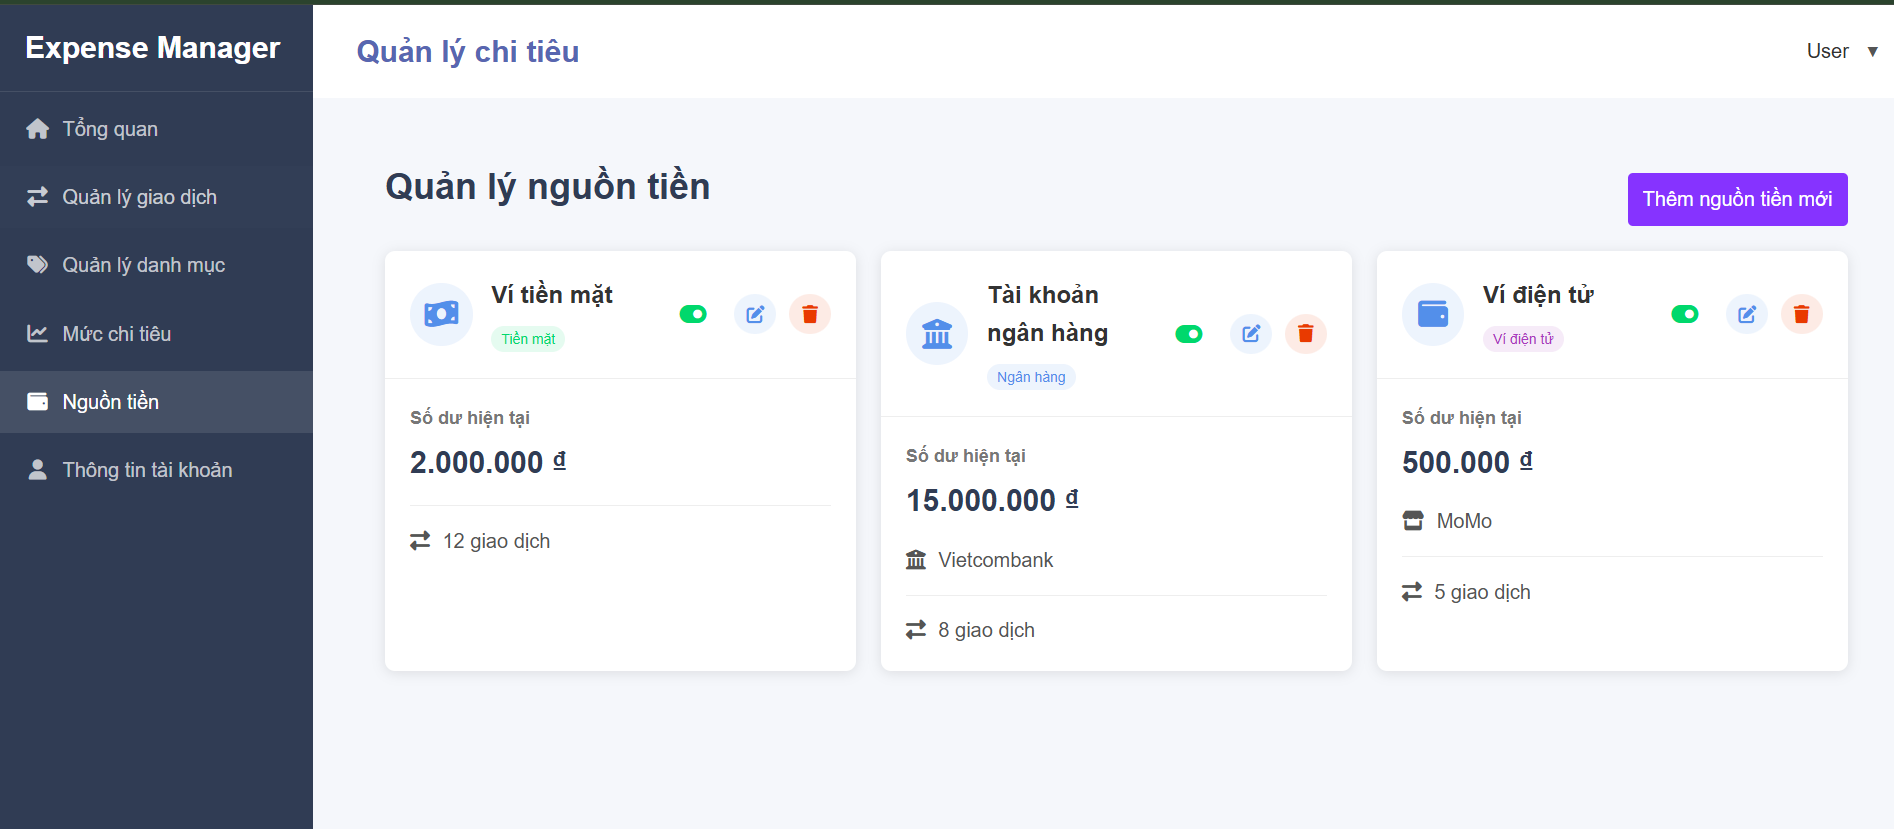 Expense Manager
Quản lý chi tiêu
User
Tổng quan
Quản lý giao dịch
Quản lý danh mục
Mức chi tiêu
Nguồn tiền
Thông tin tài khoản
Quản lý nguồn tiền
Thêm nguồn tiền mới
Ví tiền mặt
Tiền mặt
Số dư hiện tại
2.000.000 ₫
12 giao dịch
Tài khoản
ngân hàng
Ngân hàng
Số dư hiện tại
15.000.000 ₫
Vietcombank
8 giao dịch
Ví điện tử
Ví điện tử
Số dư hiện tại
500.000 ₫
MoMo
5 giao dịch